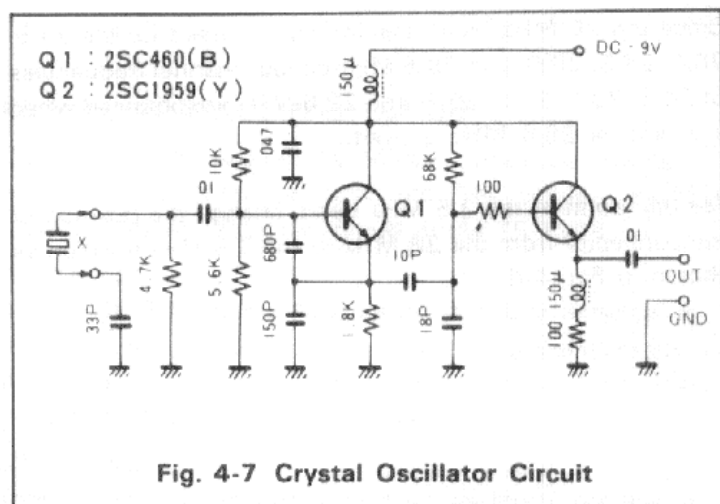 Q1 : 2SC460(B)
Q2 : 2SC1959(Y)
150μ
DC - 9V
10K
047
68K
100
Q1
Q2
01
X
4.7K
5.6K
680P
10P
01
OUT
33P
150P
1.8K
18P
100
150μ
GND
Fig. 4-7 Crystal Oscillator Circuit